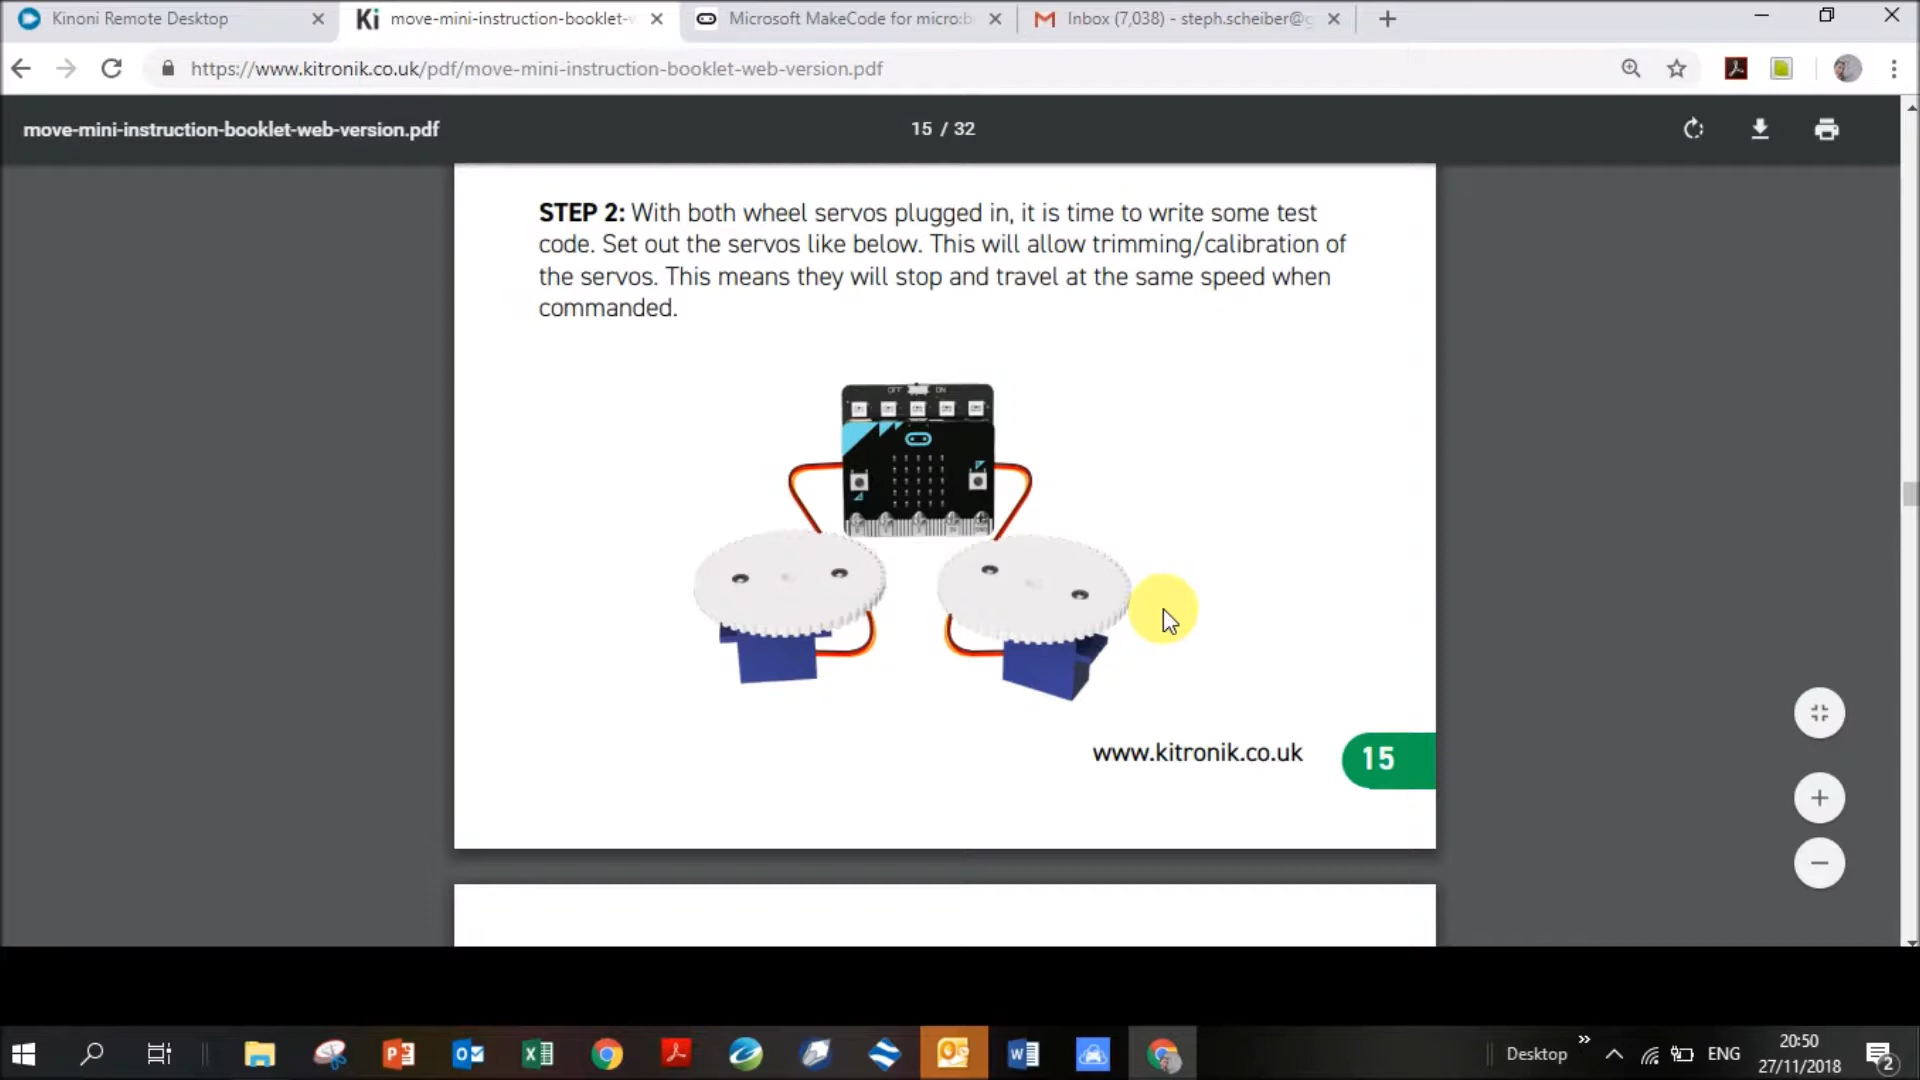 Kinoni Remote Desktop
Ki move-mini-instruction-booklet-
Microsoft MakeCode for micro:b
Inbox (7,038) - steph.scheiber@g
https://www.kitronik.co.uk/pdf/move-mini-instruction-booklet-web-version.pdf
move-mini-instruction-booklet-web-version.pdf
15 / 32
STEP 2: With both wheel servos plugged in, it is time to write some test
code. Set out the servos like below. This will allow trimming/calibration of
the servos. This means they will stop and travel at the same speed when
commanded.
OFF ON
www.kitronik.co.uk
15
Desktop
ENG
20:50
27/11/2018
2